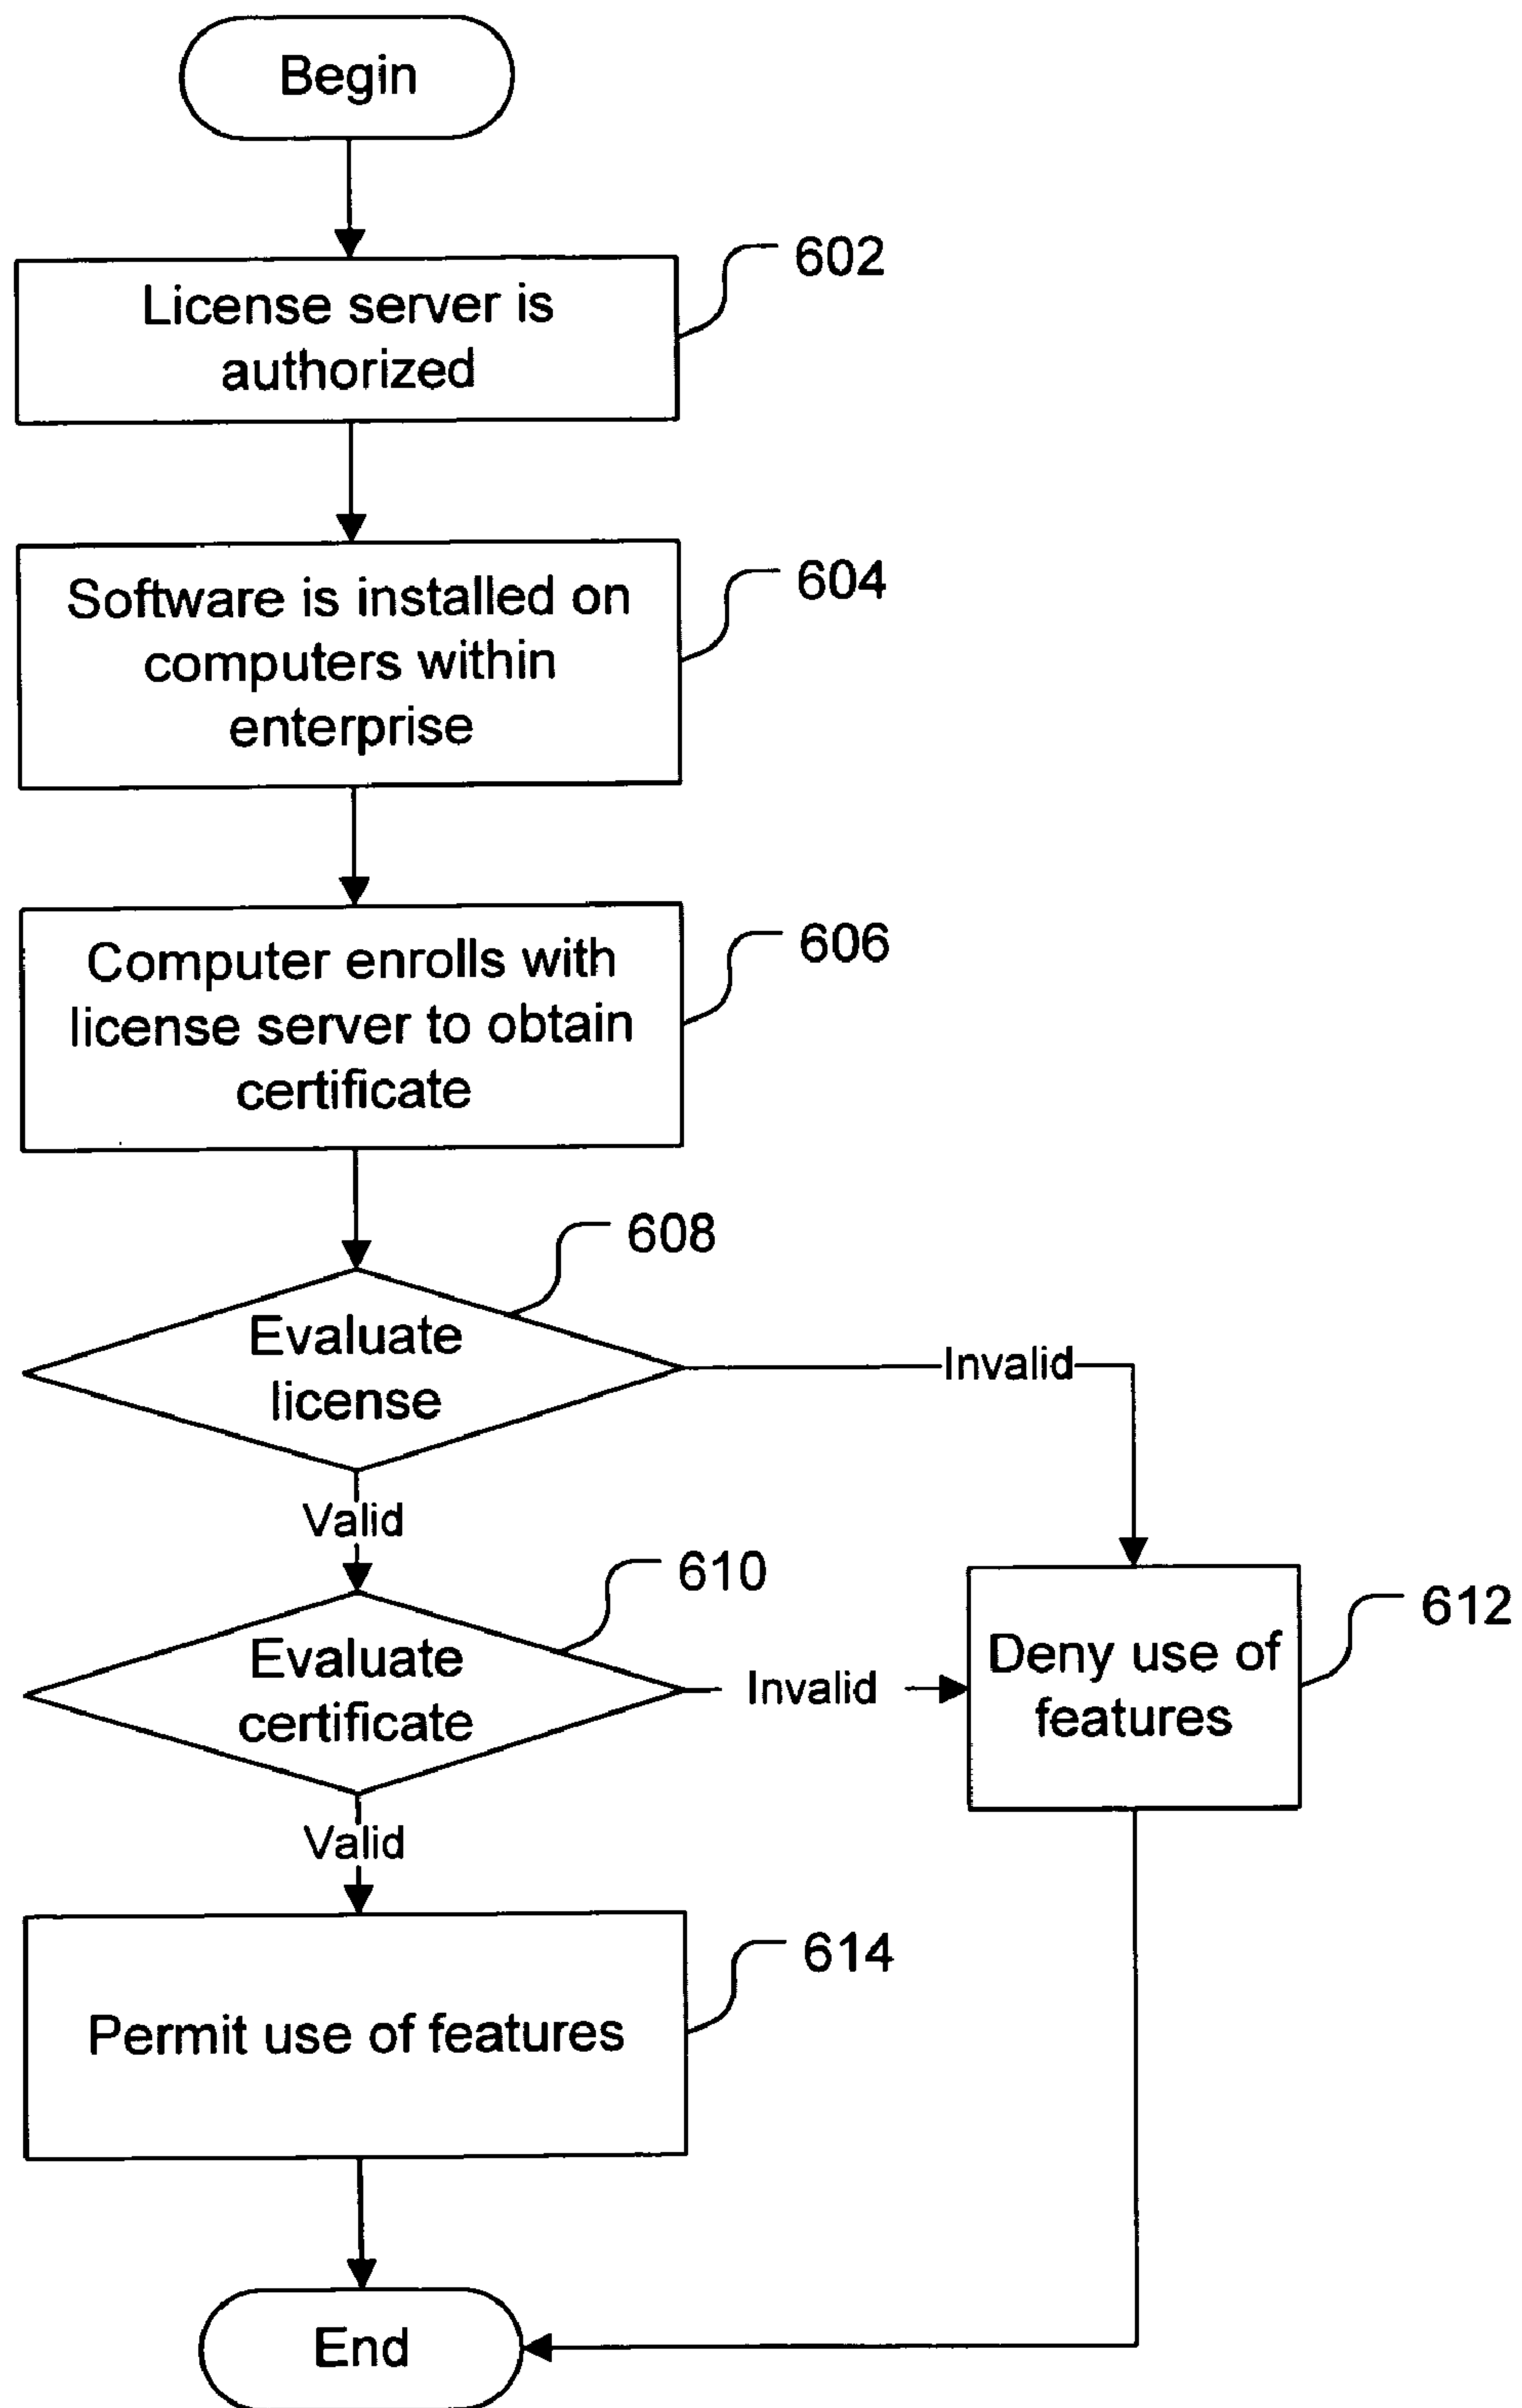 Begin
602
License server is
authorized
604
Software is installed on
computers within
enterprise
606
Computer enrolls with
license server to obtain
certificate
608
Evaluate
license
Invalid
Valid
610
Evaluate
certificate
Invalid
612
Deny use of
features
Valid
614
Permit use of features
End